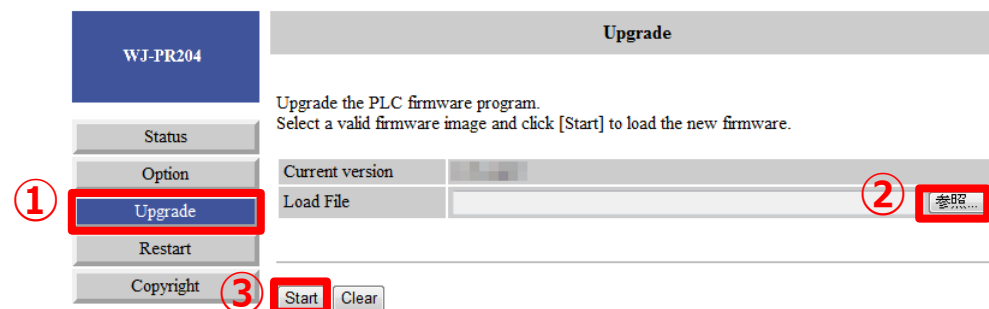 WJ-PR204
Upgrade
Upgrade the PLC firmware program.
Select a valid firmware image and click [Start] to load the new firmware.
Status
Option
① Upgrade
Restart
Copyright
Current version
Load File
② 参照...
③ Start Clear